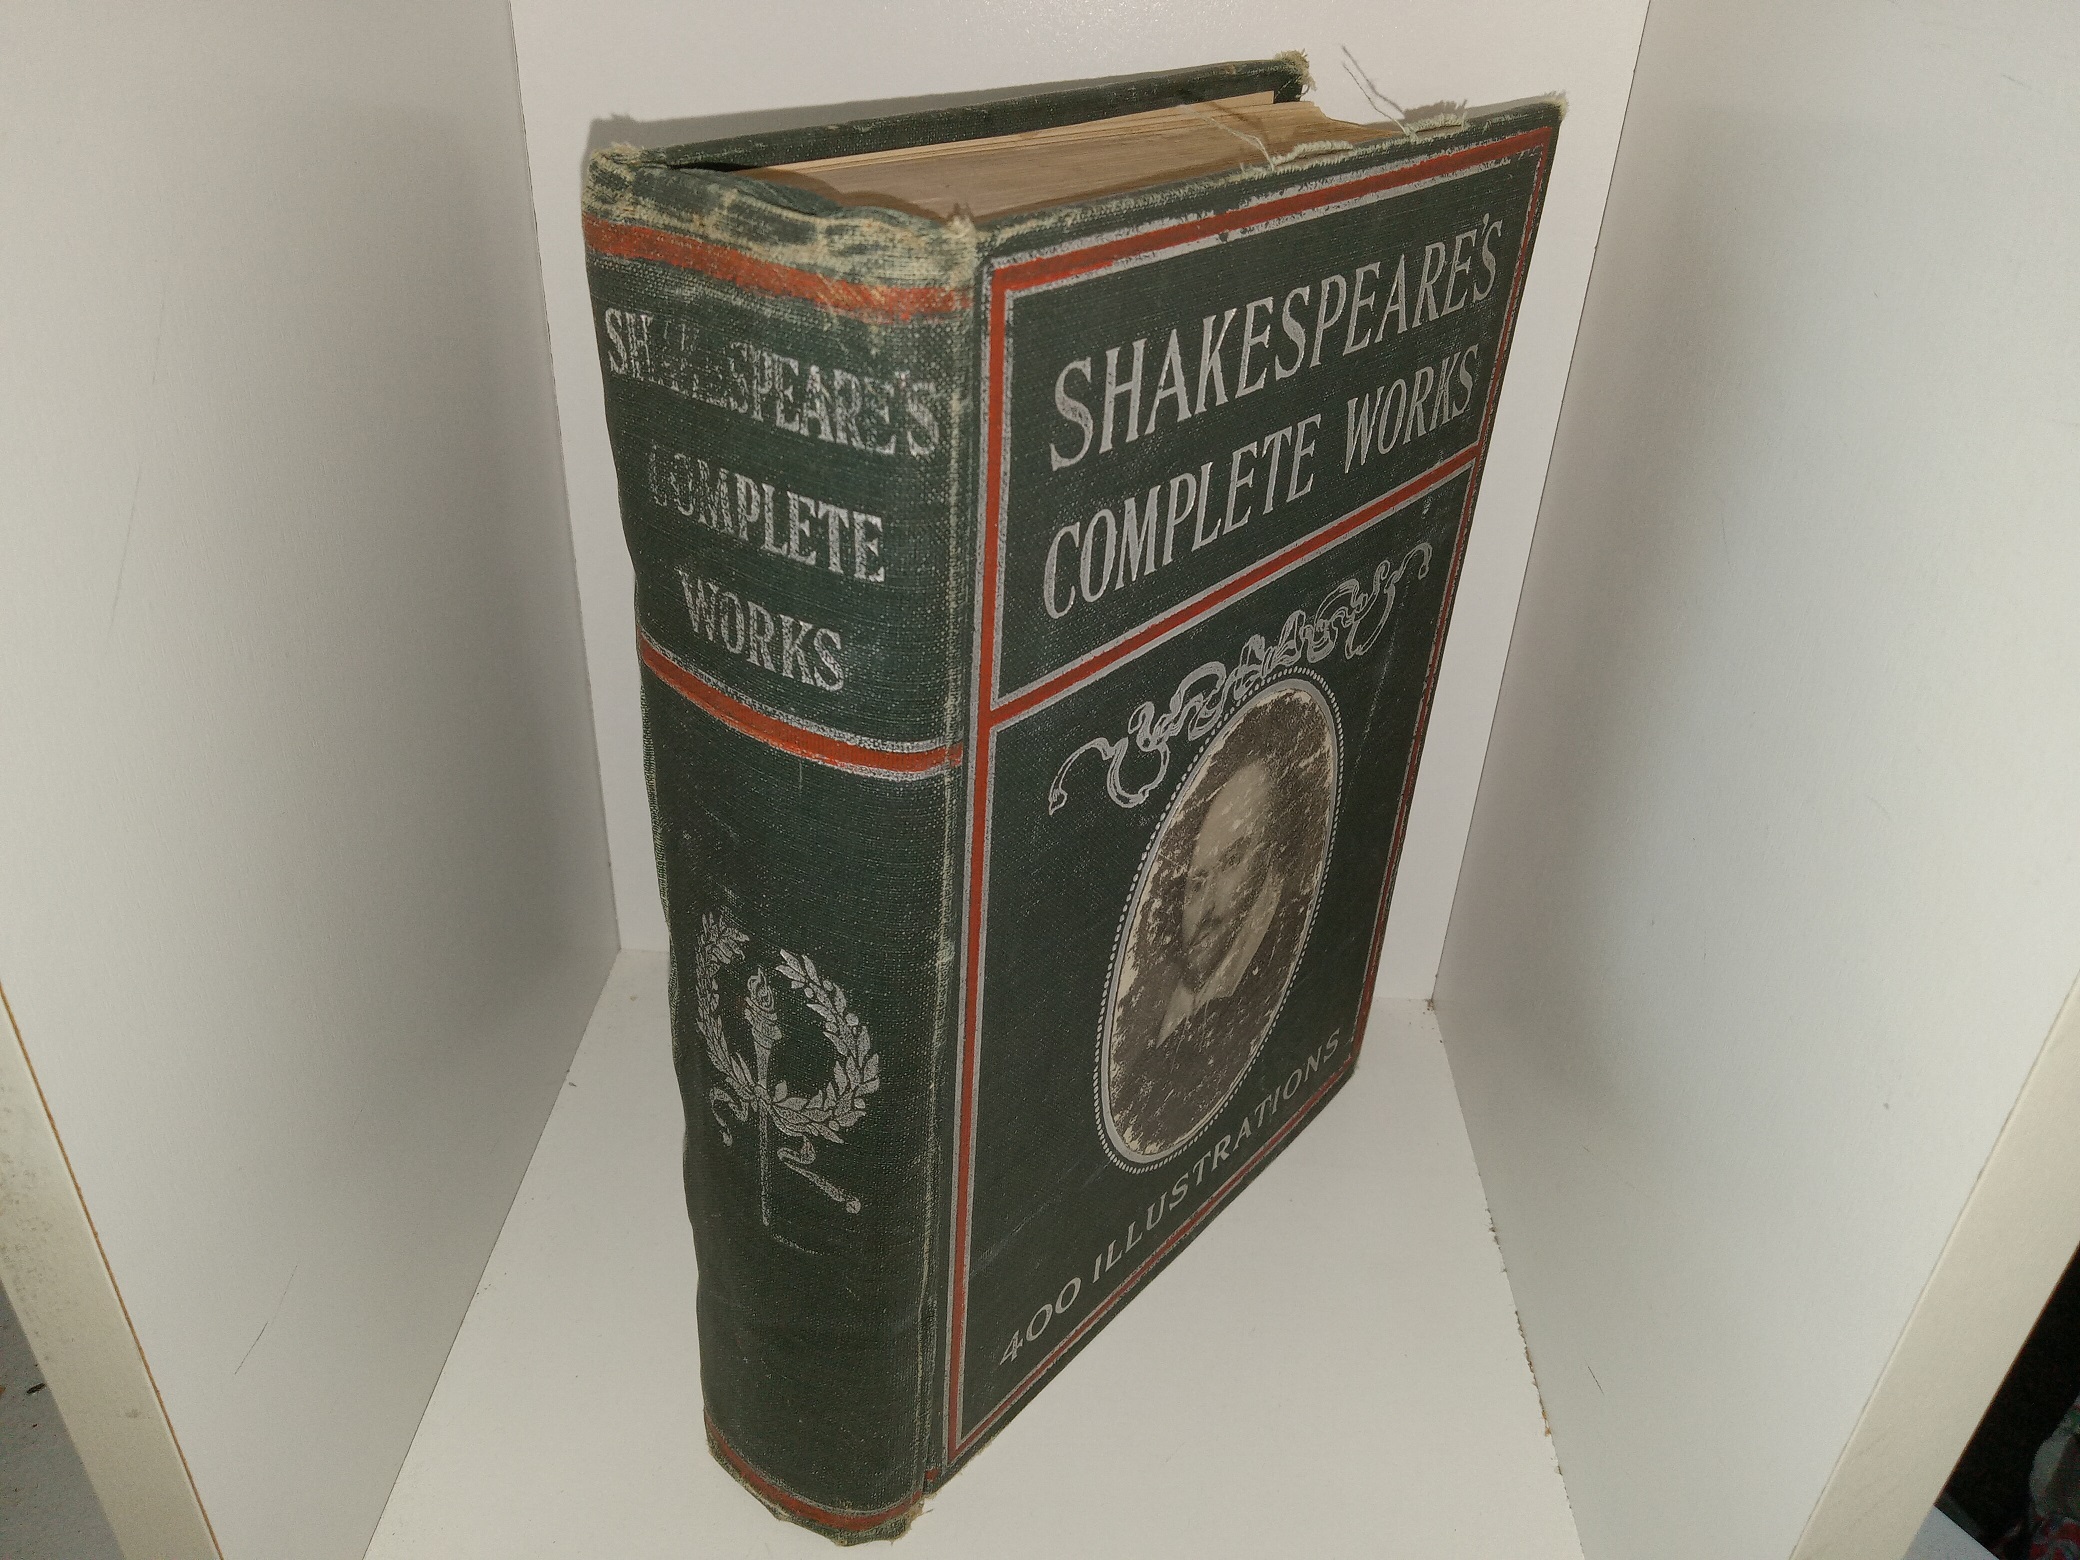 SHAKESPEARE'S
COMPLETE
WORKS
SHAKESPEARE'S
COMPLETE WORKS
400 ILLUSTRATIONS